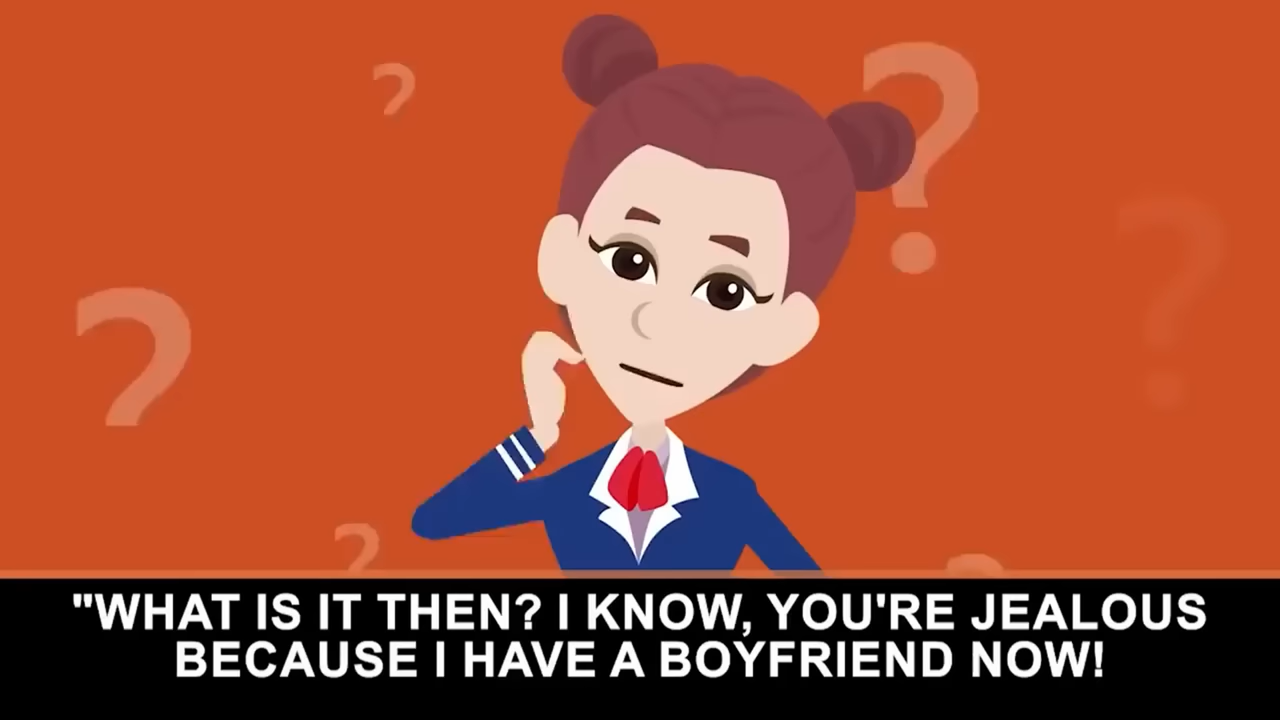 "WHAT IS IT THEN? I KNOW, YOU'RE JEALOUS
BECAUSE I HAVE A BOYFRIEND NOW!